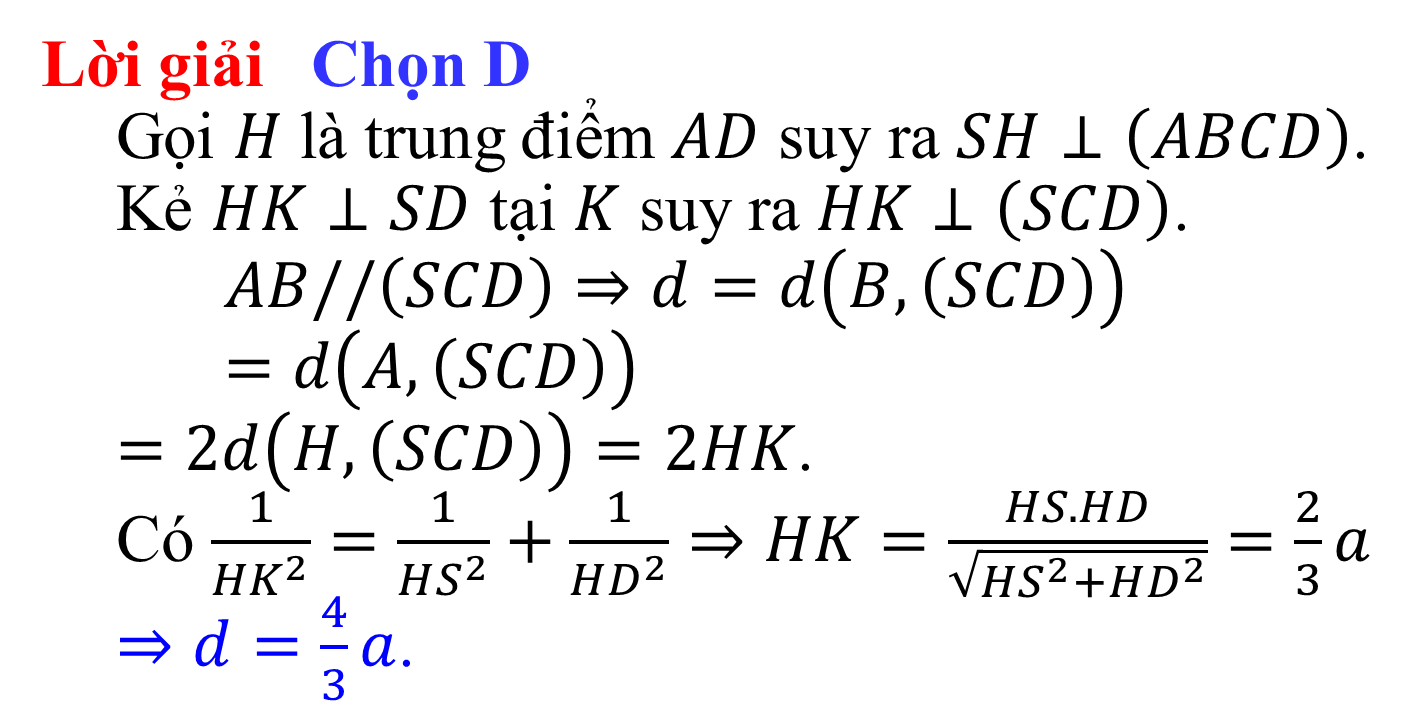 Lời giải Chọn D
Gọi H là trung điểm AD suy ra SH ⊥ (ABCD).
Kẻ HK ⊥ SD tại K suy ra HK ⊥ (SCD).
AB//(SCD) ⇒ d = d(B, (SCD))
= d(A, (SCD))
= 2d(H, (SCD)) = 2HK.
Có 1/HK² = 1/HS² + 1/HD² ⇒ HK = HS.HD/√(HS²+HD²) = 2/3 a
⇒ d = 4/3 a.